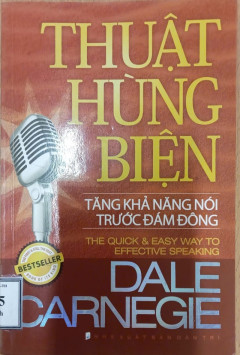 THUẬT
HÙNG
BIỆN
TĂNG KHẢ NĂNG NÓI
TRƯỚC ĐÁM ĐÔNG
THE QUICK & EASY WAY TO
EFFECTIVE SPEAKING
BESTSELLER
DALE
CARNEGIE